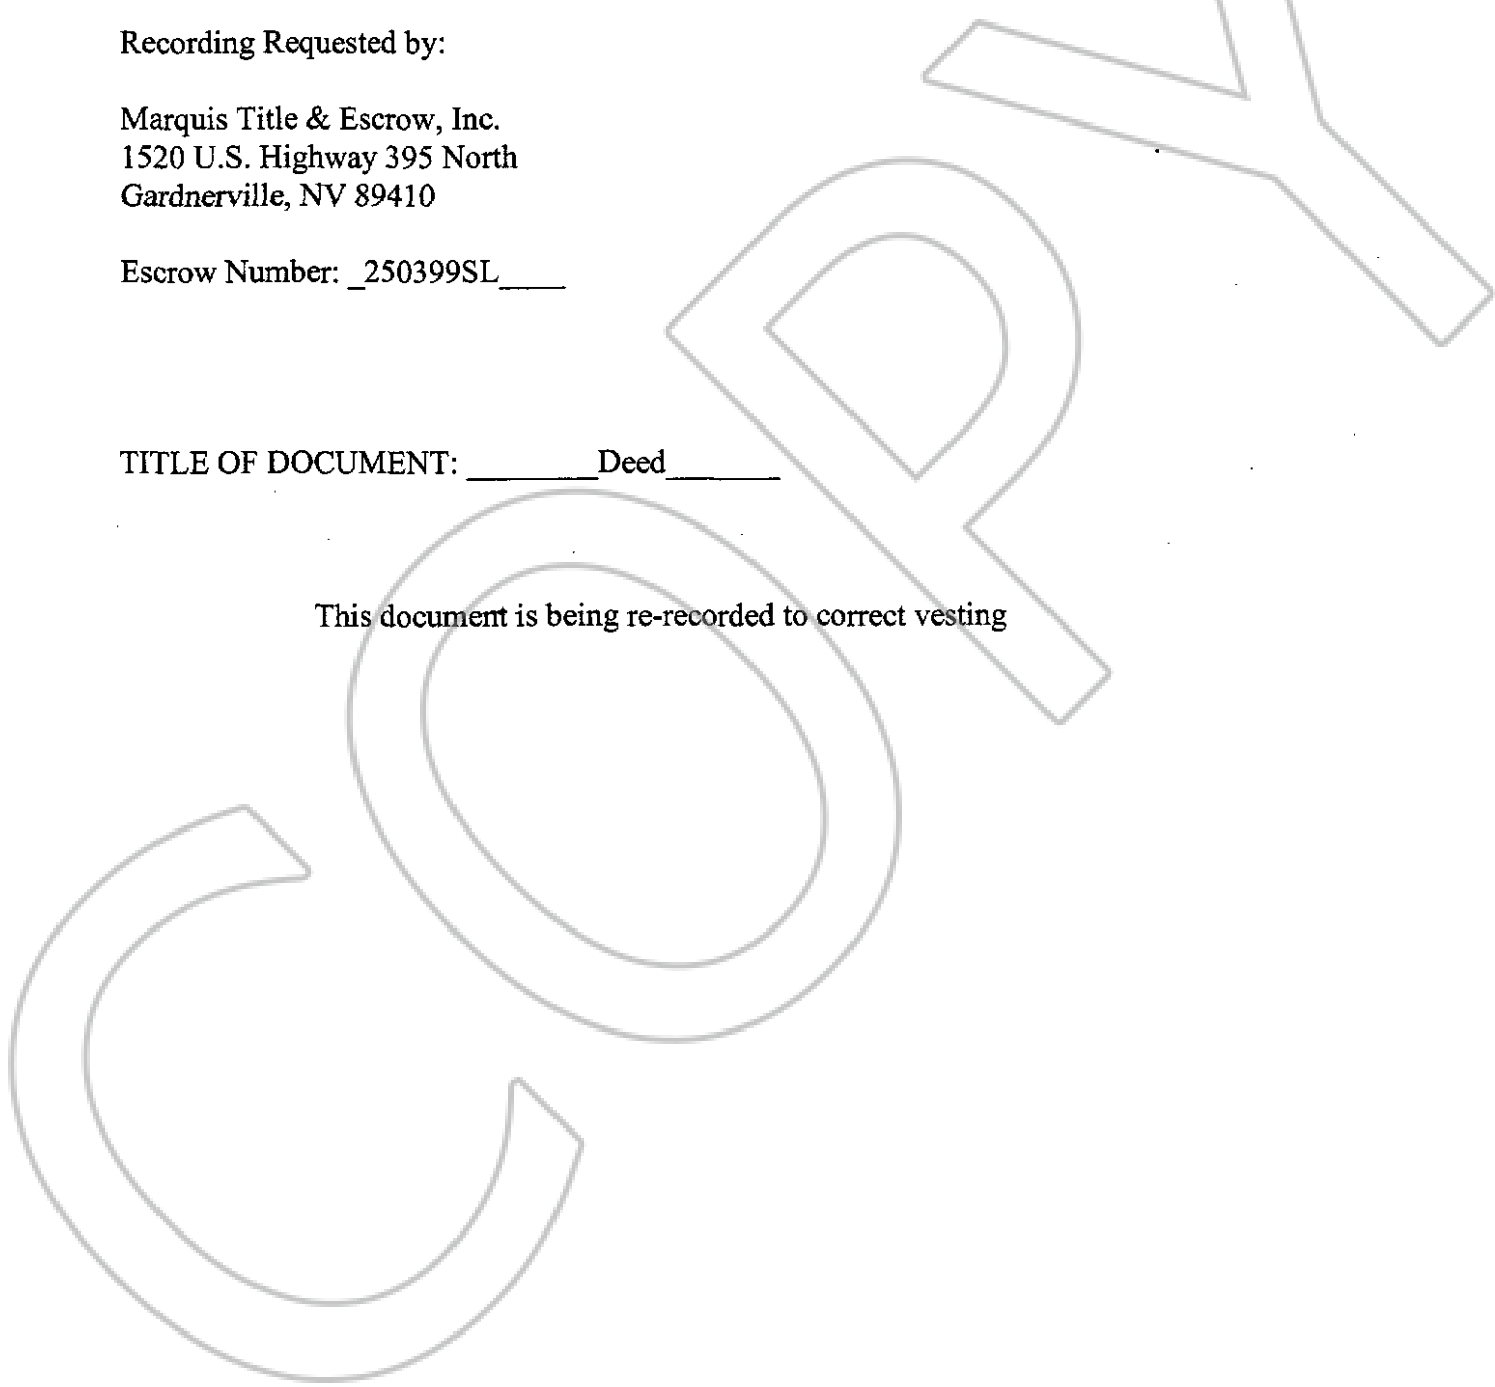 Recording Requested by:
Marquis Title & Escrow, Inc.
1520 U.S. Highway 395 North
Gardnerville, NV 89410
Escrow Number: _250399SL____
TITLE OF DOCUMENT: ________Deed_______
This document is being re-recorded to correct vesting
COPY